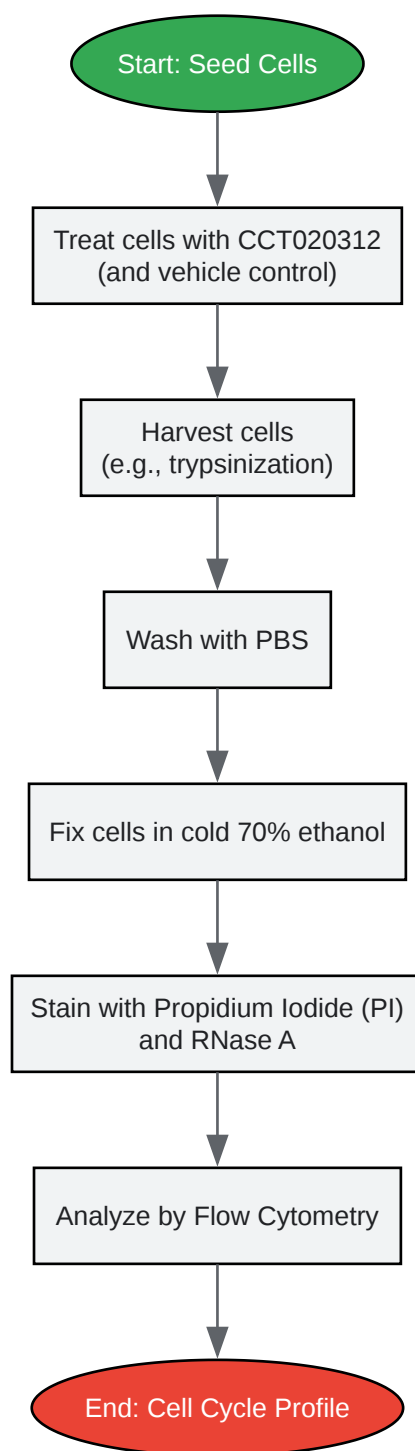 Start: Seed Cells
Treat cells with CCT020312
(and vehicle control)
Harvest cells
(e.g., trypsinization)
Wash with PBS
Fix cells in cold 70% ethanol
Stain with Propidium Iodide (PI)
and RNase A
Analyze by Flow Cytometry
End: Cell Cycle Profile